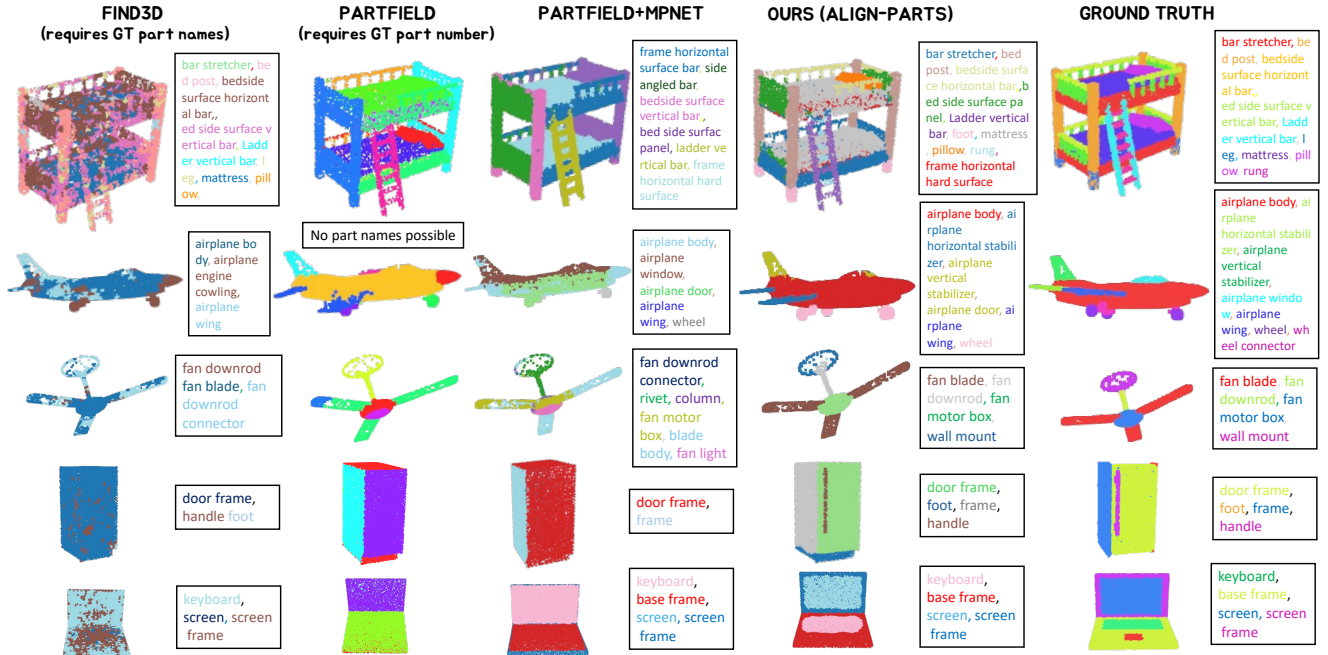 FIND3D
(requires GT part names)
PARTFIELD
(requires GT part number)
PARTFIELD+MPNET
OURS (ALIGN-PARTS)
GROUND TRUTH
bar stretcher, be
d post, bedside
surface horizont
al bar,,
ed side surface v
ertical bar, Ladd
er vertical bar, l
eg, mattress, pill
ow,
frame horizontal
surface bar, side
angled bar,
bedside surface
vertical bar,,
bed side surfac
panel, ladder ve
rtical bar, frame
horizontal hard
surface
bar stretcher, bed
post, bedside surfa
ce horizontal bar,,b
ed side surface pa
nel, Ladder vertical
bar, foot, mattress
, pillow, rung,
frame horizontal
hard surface
bar stretcher, be
d post, bedside
surface horizont
al bar,,
ed side surface v
ertical bar, Ladd
er vertical bar, l
eg, mattress, pill
ow, rung
No part names possible
airplane bo
dy, airplane
engine
cowling,
airplane
wing
airplane body,
airplane
window,
airplane door,
airplane
wing, wheel
airplane body, ai
rplane
horizontal stabili
zer, airplane
vertical
stabilizer,
airplane door, ai
rplane
wing, wheel
airplane body, ai
rplane
horizontal stabili
zer, airplane
vertical
stabilizer,
airplane windo
w, airplane
wing, wheel, wh
eel connector
fan downrod
fan blade, fan
downrod
connector
fan downrod
connector,
rivet, column,
fan motor
box, blade
body, fan light
fan blade, fan
downrod, fan
motor box,
wall mount
fan blade, fan
downrod, fan
motor box,
wall mount
door frame,
handle foot
door frame,
frame
door frame,
foot, frame,
handle
door frame,
foot, frame,
handle
keyboard,
screen, screen
frame
keyboard,
base frame,
screen, screen
frame
keyboard,
base frame,
screen, screen
frame
keyboard,
base frame,
screen, screen
frame